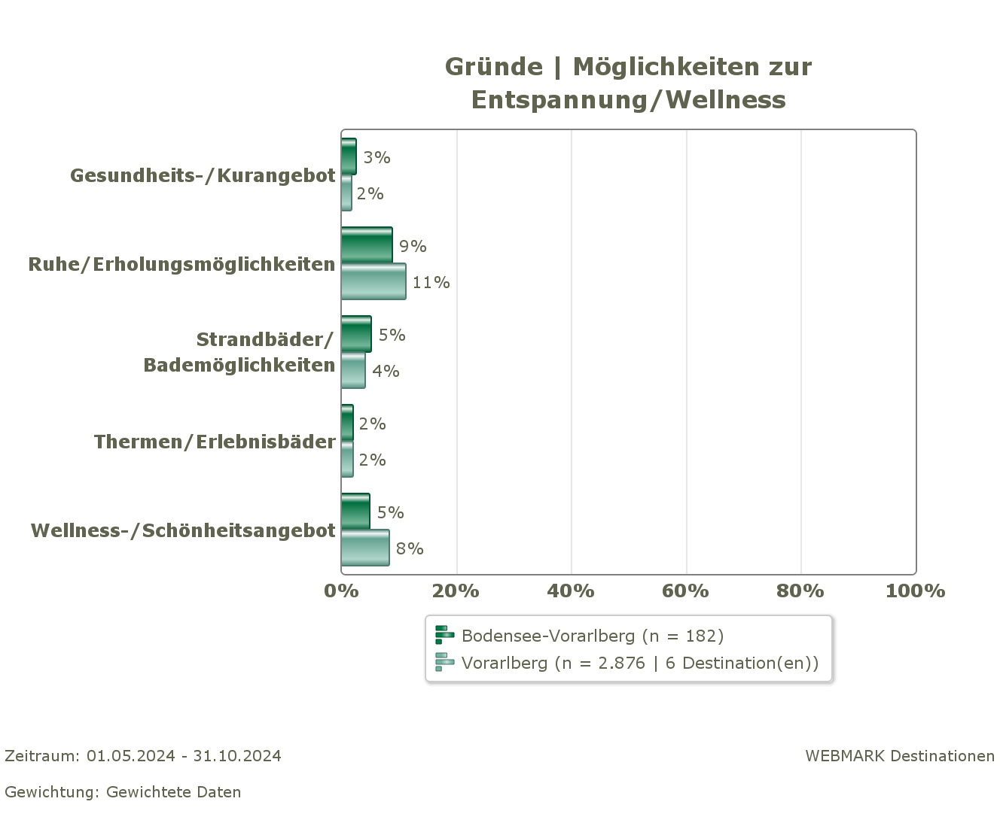 Gründe | Möglichkeiten zur
Entspannung/Wellness
Gesundheits-/Kurangebot
3%
2%
Ruhe/Erholungsmöglichkeiten
9%
11%
Strandbäder/
Bademöglichkeiten
5%
4%
Thermen/Erlebnisbäder
2%
2%
Wellness-/Schönheitsangebot
5%
8%
0% 20% 40% 60% 80% 100%
Bodensee-Vorarlberg (n = 182)
Vorarlberg (n = 2.876 | 6 Destination(en))
Zeitraum: 01.05.2024 - 31.10.2024
WEBMARK Destinationen
Gewichtung: Gewichtete Daten